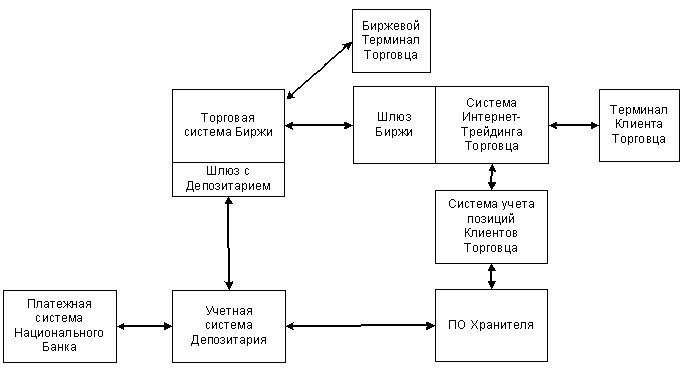 Биржевой
Терминал
Торговца
Торговая
система Биржи
Шлюз
Биржи
Система
Интернет-
Трейдинга
Торговца
Терминал
Клиента
Торговца
Шлюз с
Депозитарием
Система учета
позиций
Клиентов
Торговца
Платежная
система
Национального
Банка
Учетная
система
Депозитария
ПО Хранителя